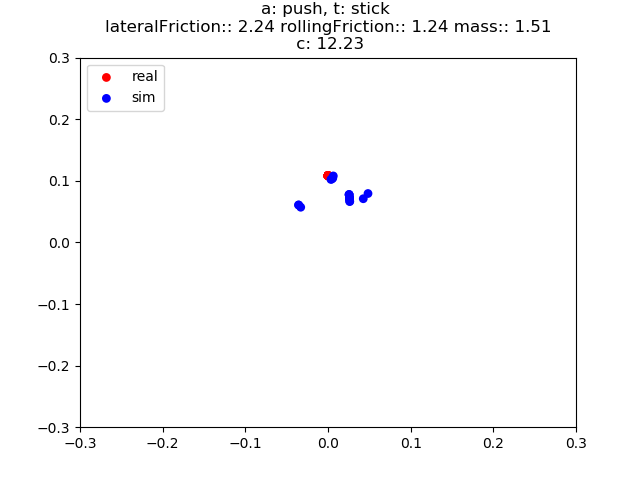 a: push, t: stick
lateralFriction:: 2.24 rollingFriction:: 1.24 mass:: 1.51
c: 12.23
real
sim
0.3
0.2
0.1
0.0
−0.1
−0.2
−0.3
−0.3
−0.2
−0.1
0.0
0.1
0.2
0.3